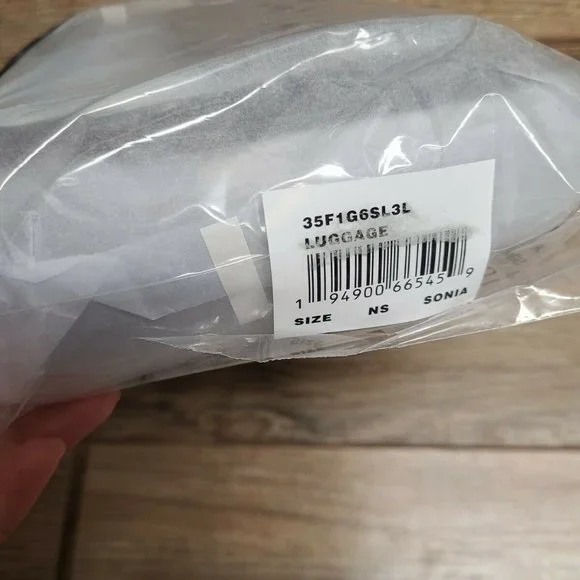 35F1G6SL3L
LUGGAGE
1 94900 66545 9
SIZE NS SONIA